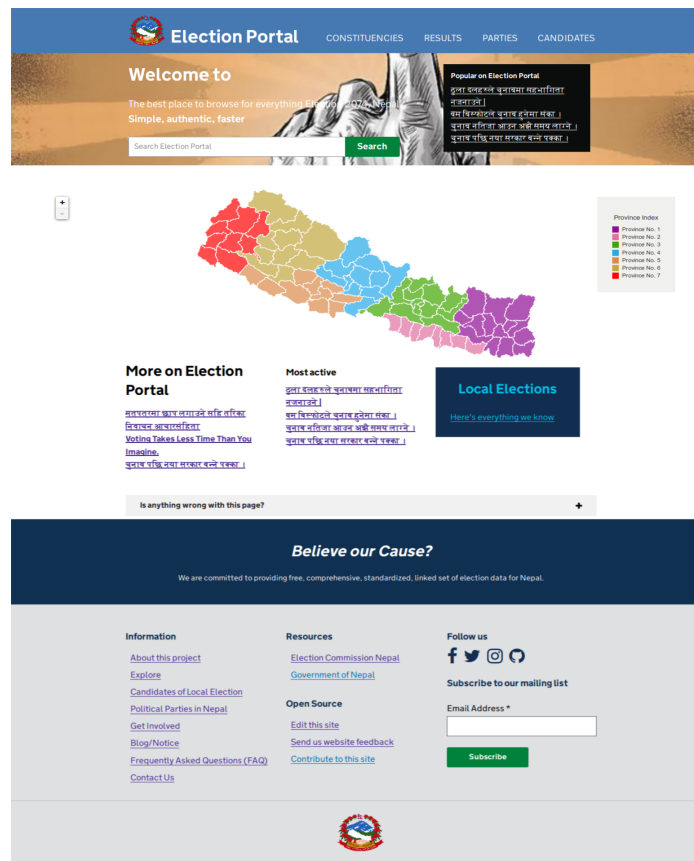 Election Portal
CONSTITUENCIES
RESULTS
PARTIES
CANDIDATES
Welcome to
The best place to browse for everything Election 2074, Nepal
Simple, authentic, faster
Search Election Portal
Search
Popular on Election Portal
ठुला दलहरुले चुनावमा सहभागिता
नजनाउने |
बम बिस्फोटले चुनाव हुनेमा संका ।
चुनाव नतिजा आउन अझै समय लाग्ने ।
चुनाव पछि नया सरकार बन्ने पक्का ।
+
-
Province Index
Province No. 1
Province No. 2
Province No. 3
Province No. 4
Province No. 5
Province No. 6
Province No. 7
More on Election
Portal
मतपत्रमा छाप लगाउने सहि तरिका
निवाचन आचारसंहिता
Voting Takes Less Time Than You
Imagine.
चुनाव पछि नया सरकार बन्ने पक्का ।
Most active
ठुला दलहरुले चुनावमा सहभागिता
नजनाउने |
बम बिस्फोटले चुनाव हुनेमा संका ।
चुनाव नतिजा आउन अझै समय लाग्ने ।
चुनाव पछि नया सरकार बन्ने पक्का ।
Local Elections
Here's everything we know
Is anything wrong with this page?
+
Believe our Cause?
We are committed to providing free, comprehensive, standardized, linked set of election data for Nepal.
Information
About this project
Explore
Candidates of Local Election
Political Parties in Nepal
Get Involved
Blog/Notice
Frequently Asked Questions (FAQ)
Contact Us
Resources
Election Commission Nepal
Government of Nepal
Open Source
Edit this site
Send us website feedback
Contribute to this site
Follow us
Subscribe to our mailing list
Email Address *
Subscribe